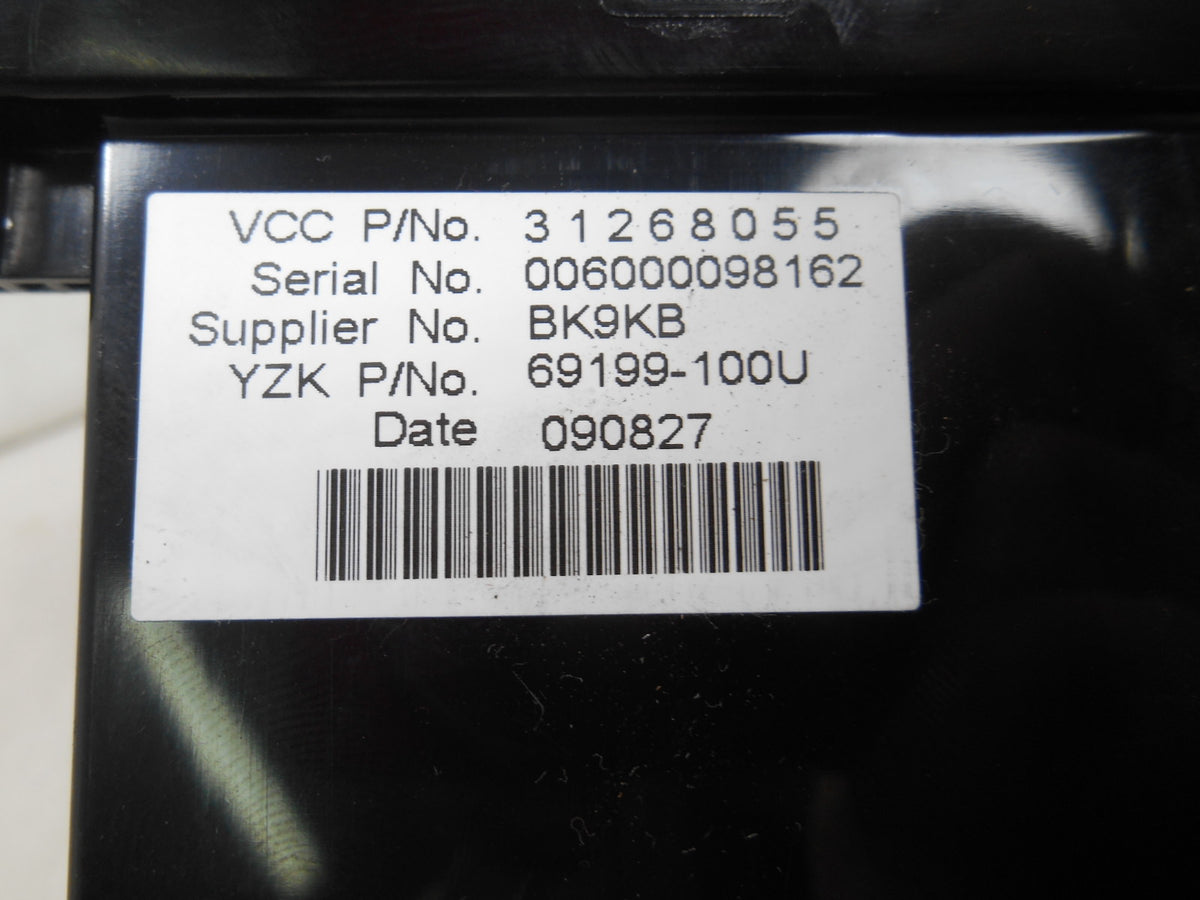 VCC P/No. 31268055
Serial No. 006000098162
Supplier No. BK9KB
YZK P/No. 69199-100U
Date 090827